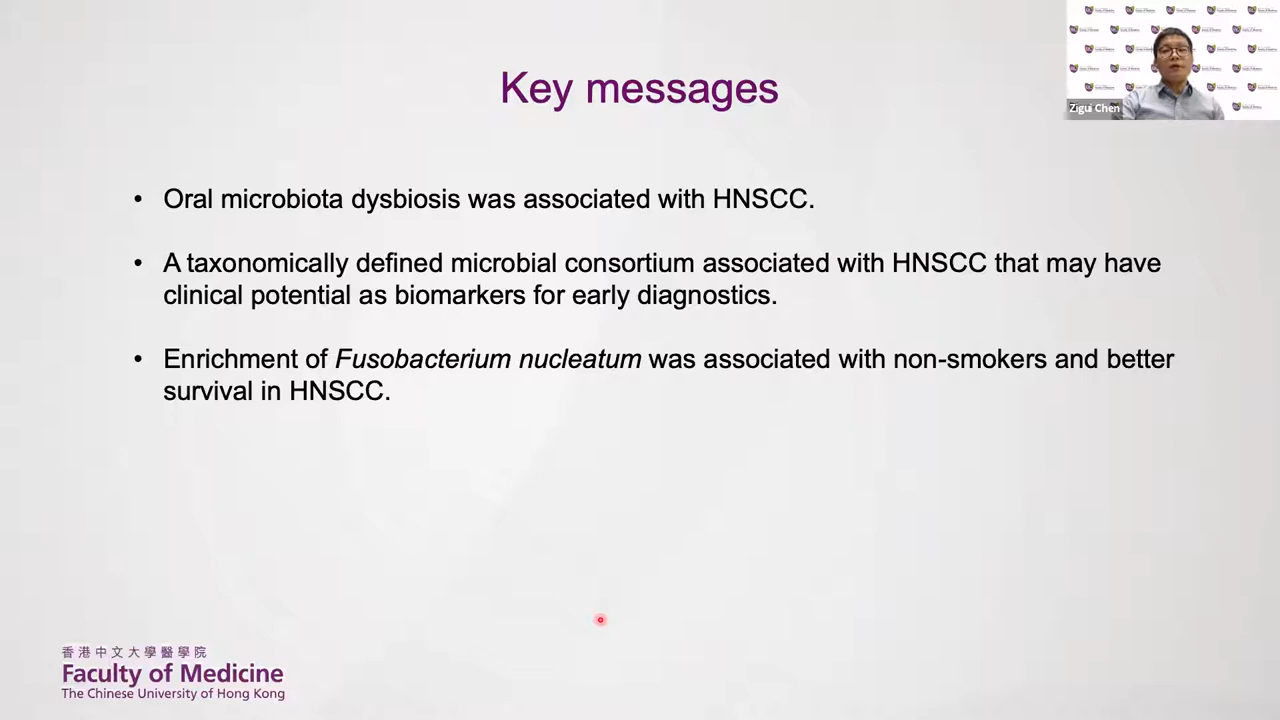 Key messages
Zigui Chen
• Oral microbiota dysbiosis was associated with HNSCC.
• A taxonomically defined microbial consortium associated with HNSCC that may have
clinical potential as biomarkers for early diagnostics.
• Enrichment of Fusobacterium nucleatum was associated with non-smokers and better
survival in HNSCC.
香港中文大學醫學院
Faculty of Medicine
The Chinese University of Hong Kong